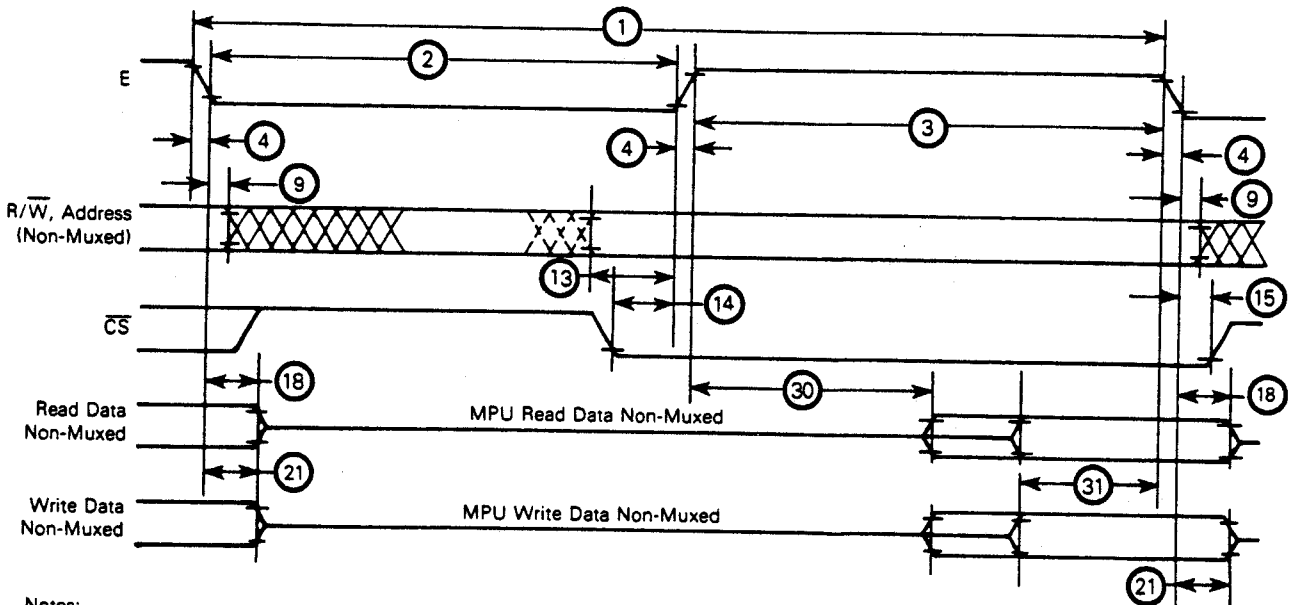 1
2
E
3
4
4
4
9
9
R/W̅, Address
(Non-Muxed)
13
14
15
C̅S̅
18
30
18
Read Data
Non-Muxed
MPU Read Data Non-Muxed
21
31
Write Data
Non-Muxed
MPU Write Data Non-Muxed
21
Notes: